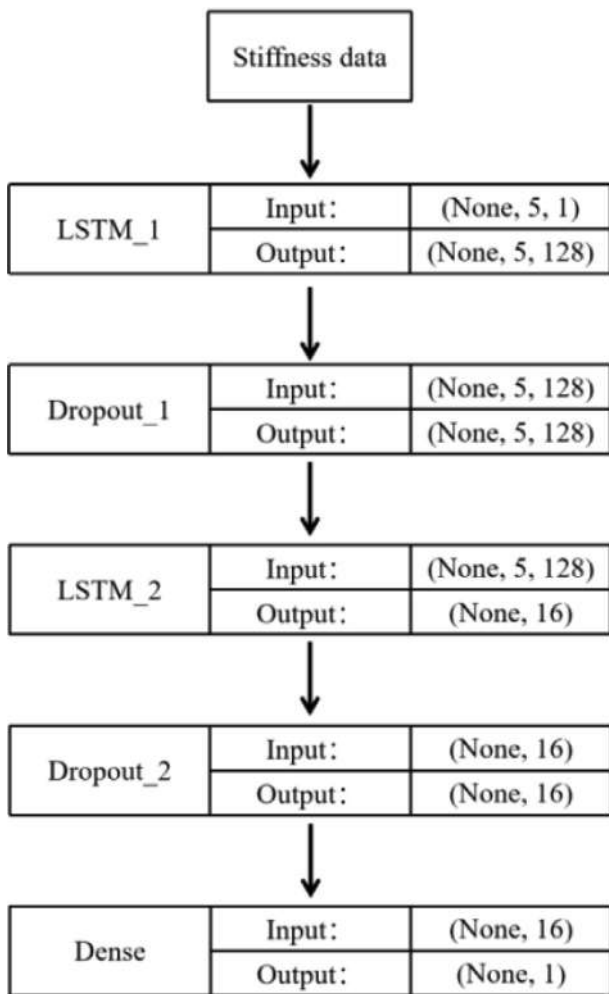 Stiffness data
LSTM_1
Input:
(None, 5, 1)
Output:
(None, 5, 128)
Dropout_1
Input:
(None, 5, 128)
Output:
(None, 5, 128)
LSTM_2
Input:
(None, 5, 128)
Output:
(None, 16)
Dropout_2
Input:
(None, 16)
Output:
(None, 16)
Dense
Input:
(None, 16)
Output:
(None, 1)